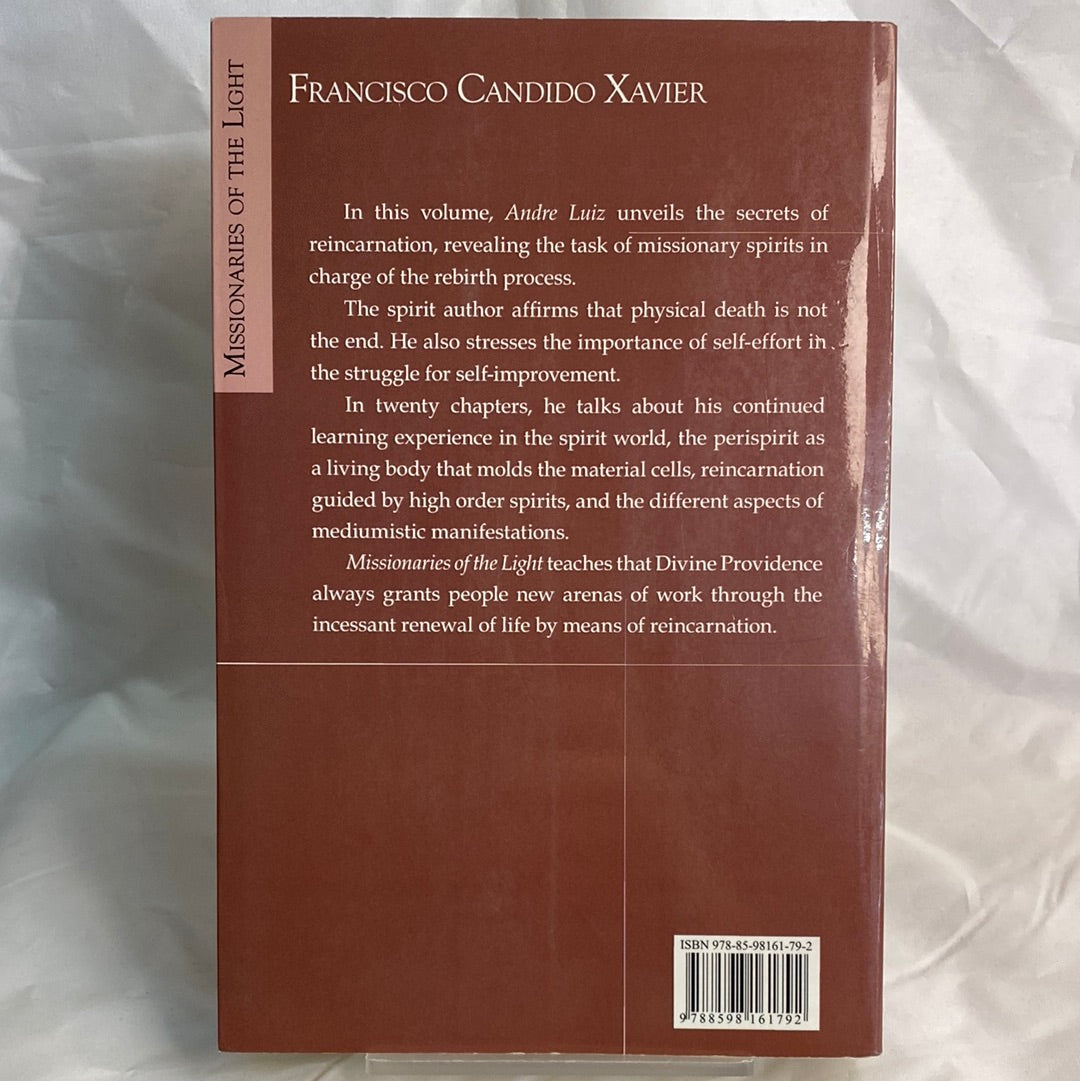 MISSIONARIES OF THE LIGHT
FRANCISCO CANDIDO XAVIER
In this volume, Andre Luiz unveils the secrets of
reincarnation, revealing the task of missionary spirits in
charge of the rebirth process.
The spirit author affirms that physical death is not
the end. He also stresses the importance of self-effort in
the struggle for self-improvement.
In twenty chapters, he talks about his continued
learning experience in the spirit world, the perispirit as
a living body that molds the material cells, reincarnation
guided by high order spirits, and the different aspects of
mediumistic manifestations.
Missionaries of the Light teaches that Divine Providence
always grants people new arenas of work through the
incessant renewal of life by means of reincarnation.
ISBN 978-85-98161-79-2
9 788598 161792